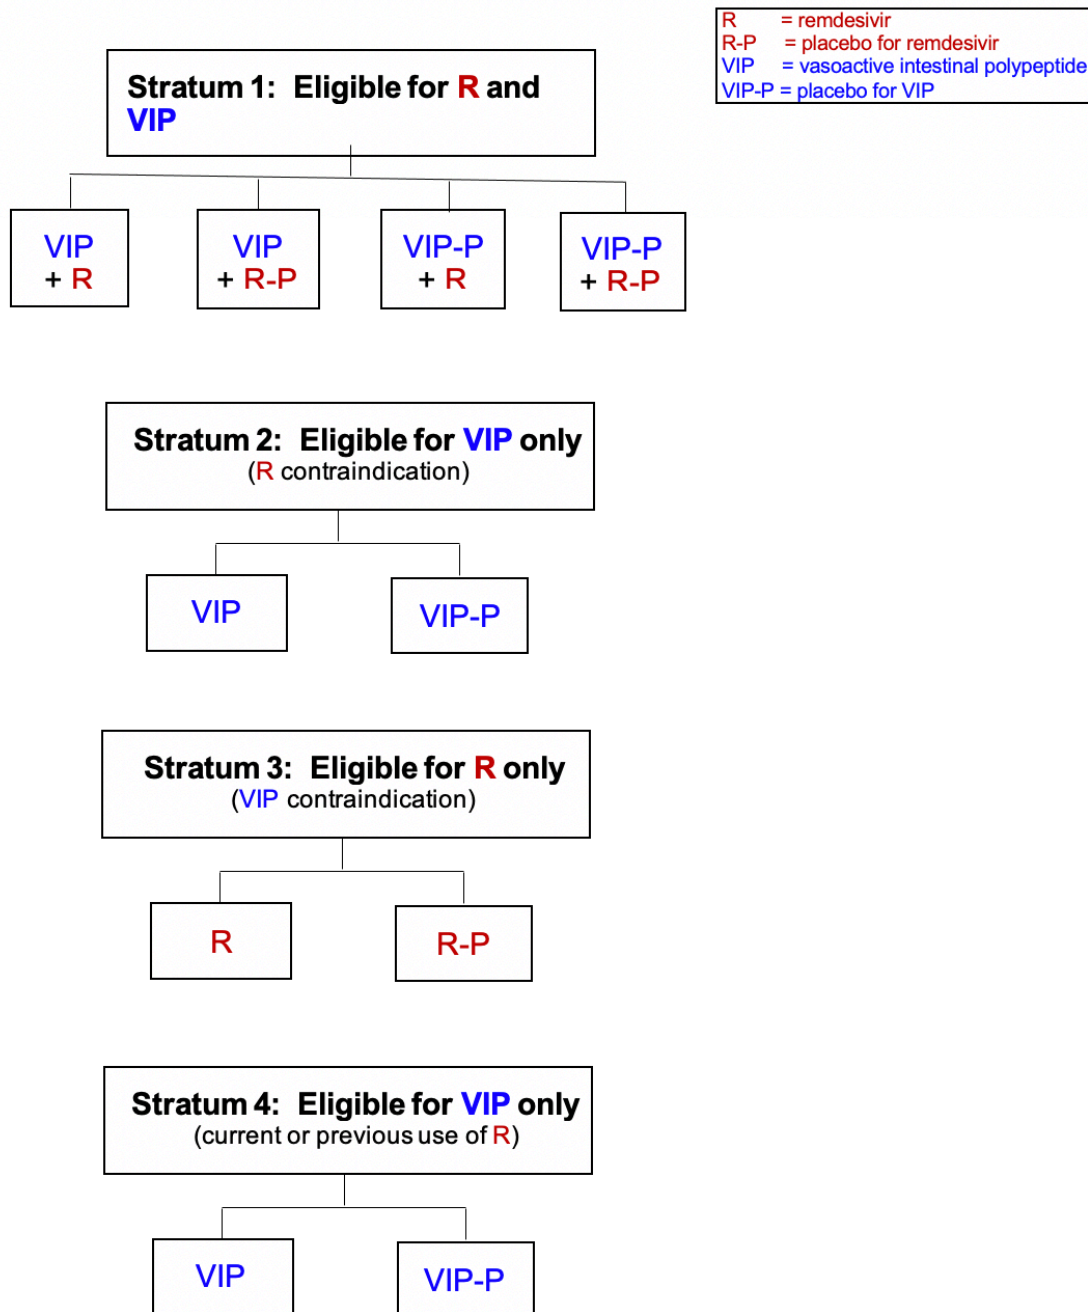 R = remdesivir
R-P = placebo for remdesivir
VIP = vasoactive intestinal polypeptide
VIP-P = placebo for VIP
Stratum 1: Eligible for R and
VIP
VIP
+ R
VIP
+ R-P
VIP-P
+ R
VIP-P
+ R-P
Stratum 2: Eligible for VIP only
(R contraindication)
VIP
VIP-P
Stratum 3: Eligible for R only
(VIP contraindication)
R
R-P
Stratum 4: Eligible for VIP only
(current or previous use of R)
VIP
VIP-P